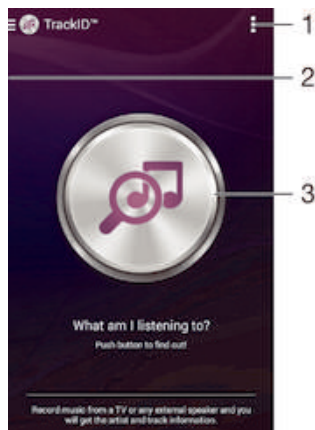 TrackID™
1
2
3
What am I listening to?
Push button to find out!
Record music from a TV or any external speaker and you
will get the artist and track information.